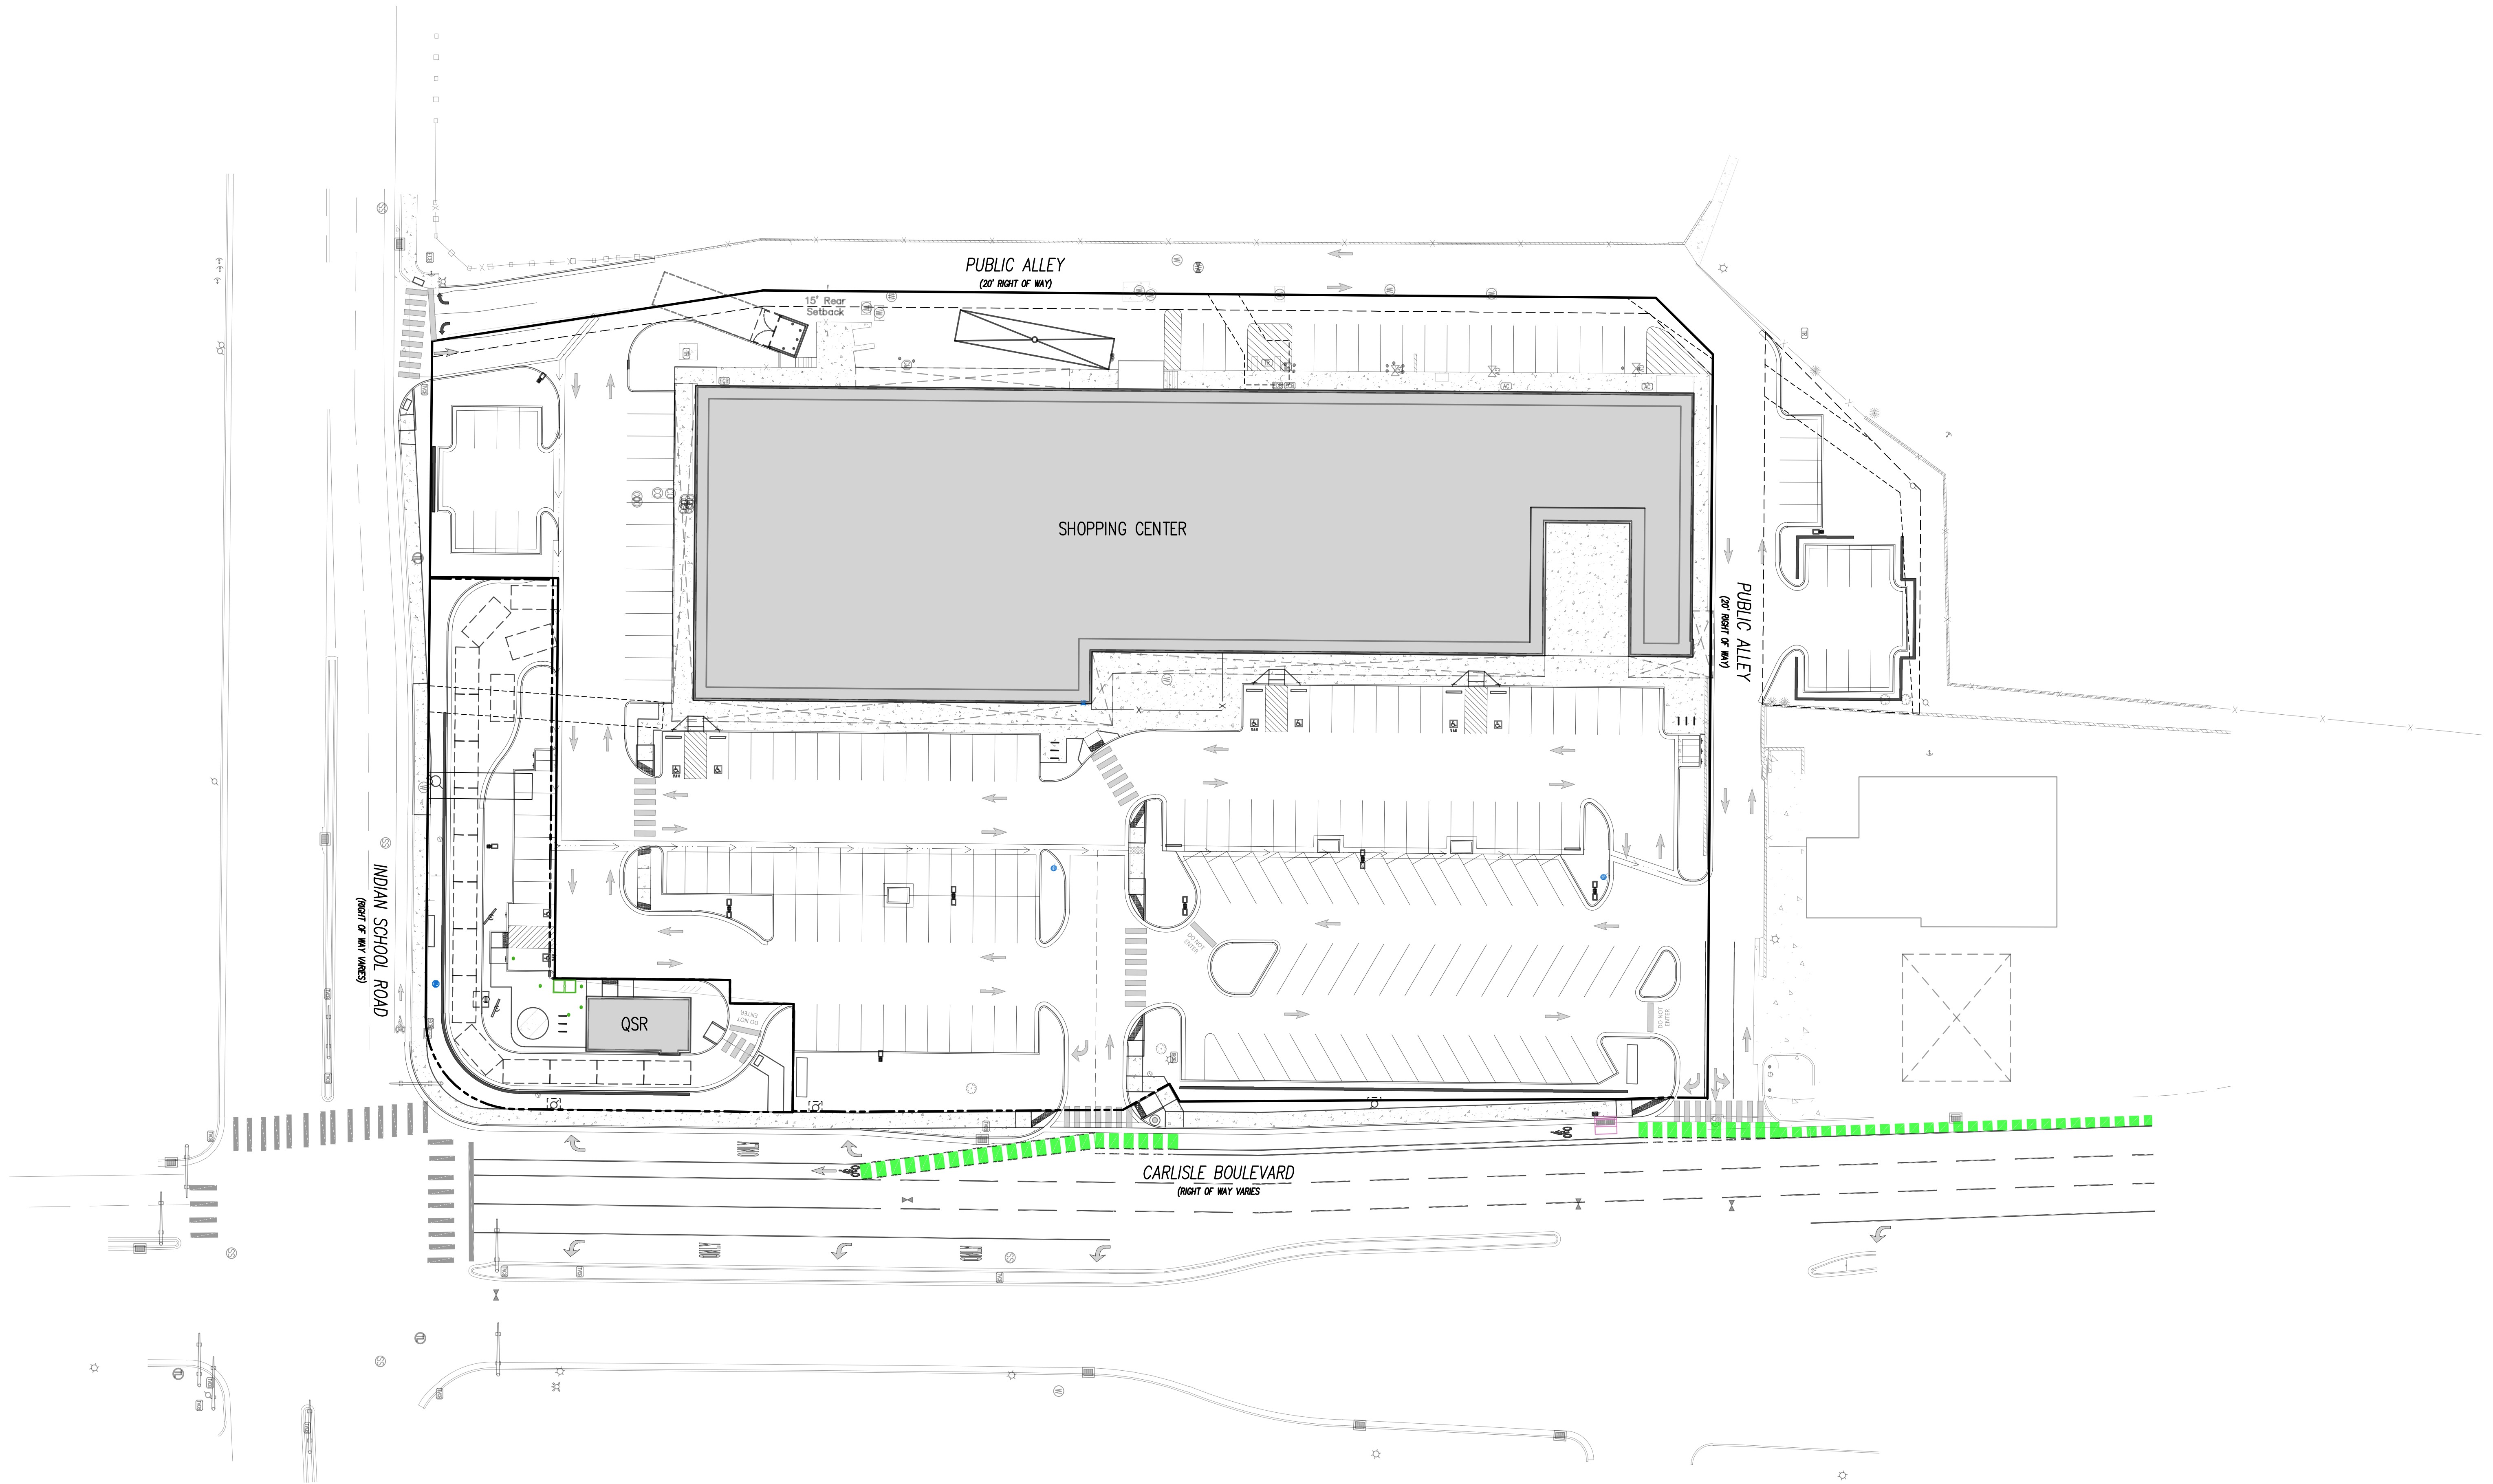 PUBLIC ALLEY
(20' RIGHT OF WAY)
15' Rear
Setback
SHOPPING CENTER
PUBLIC ALLEY
(20' RIGHT OF WAY)
INDIAN SCHOOL ROAD
(RIGHT OF WAY VARIES)
DO NOT
ENTER
QSR
DO NOT
ENTER
DO NOT
ENTER
CARLISLE BOULEVARD
(RIGHT OF WAY VARIES